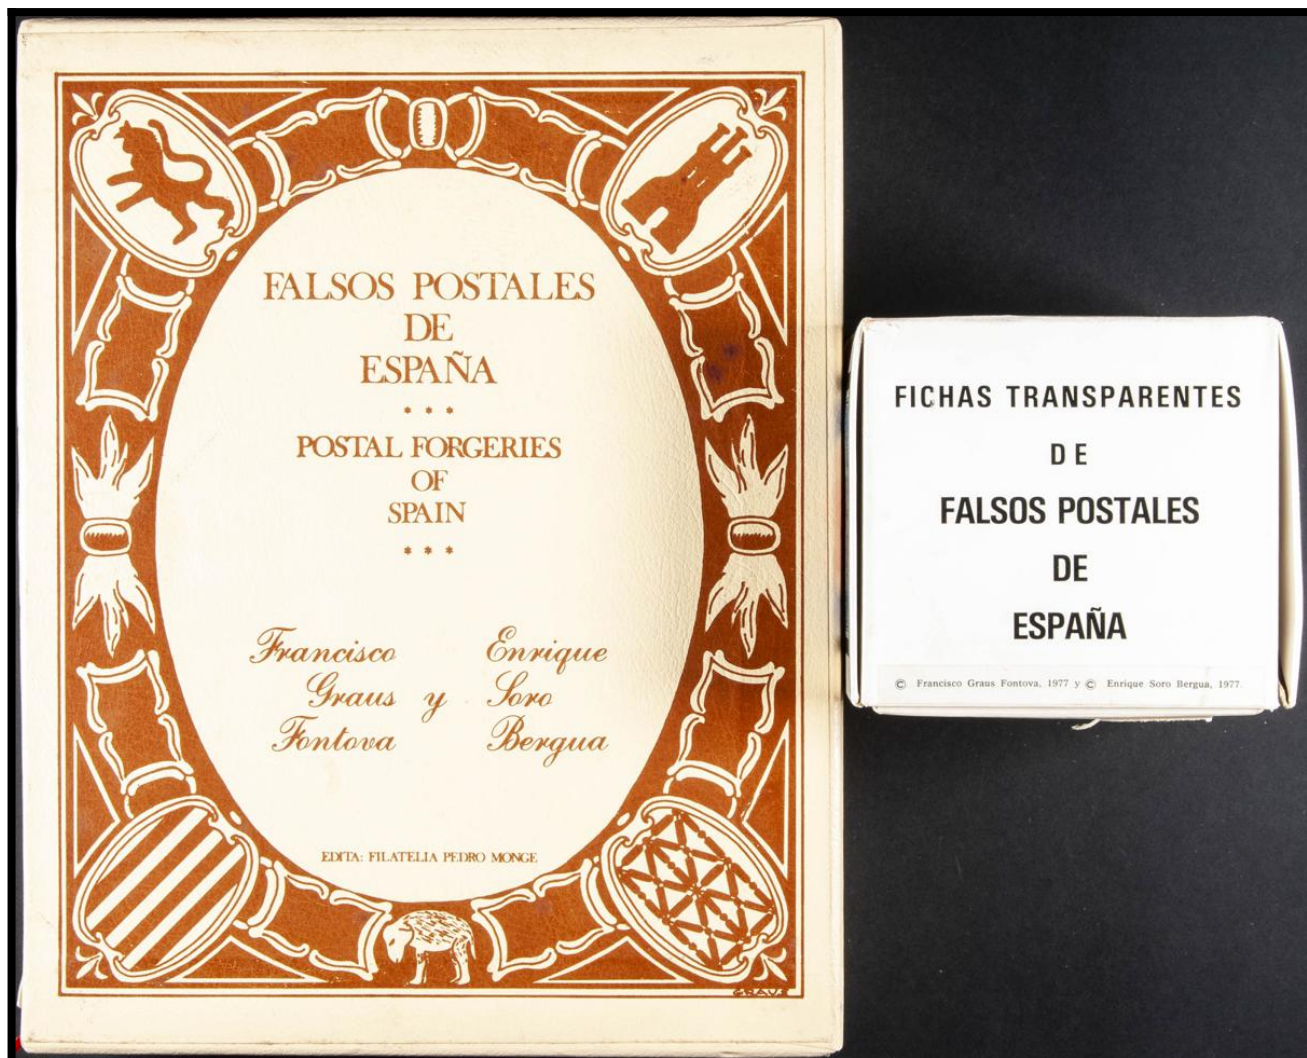 FALSOS POSTALES
DE
ESPAÑA
* * *
POSTAL FORGERIES
OF
SPAIN
* * *
Francisco Enrique
Graus y Soro
Fontova Bergua
EDITA: FILATELIA PEDRO MONGE
GRAUS
FICHAS TRANSPARENTES
DE
FALSOS POSTALES
DE
ESPAÑA
© Francisco Graus Fontova, 1977 y © Enrique Soro Bergua, 1977.